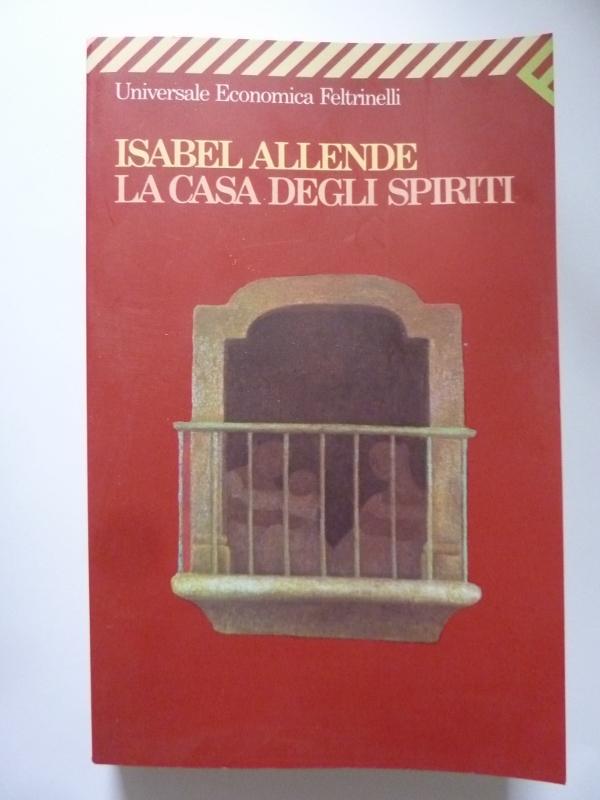 Universale Economica Feltrinelli
ISABEL ALLENDE
LA CASA DEGLI SPIRITI